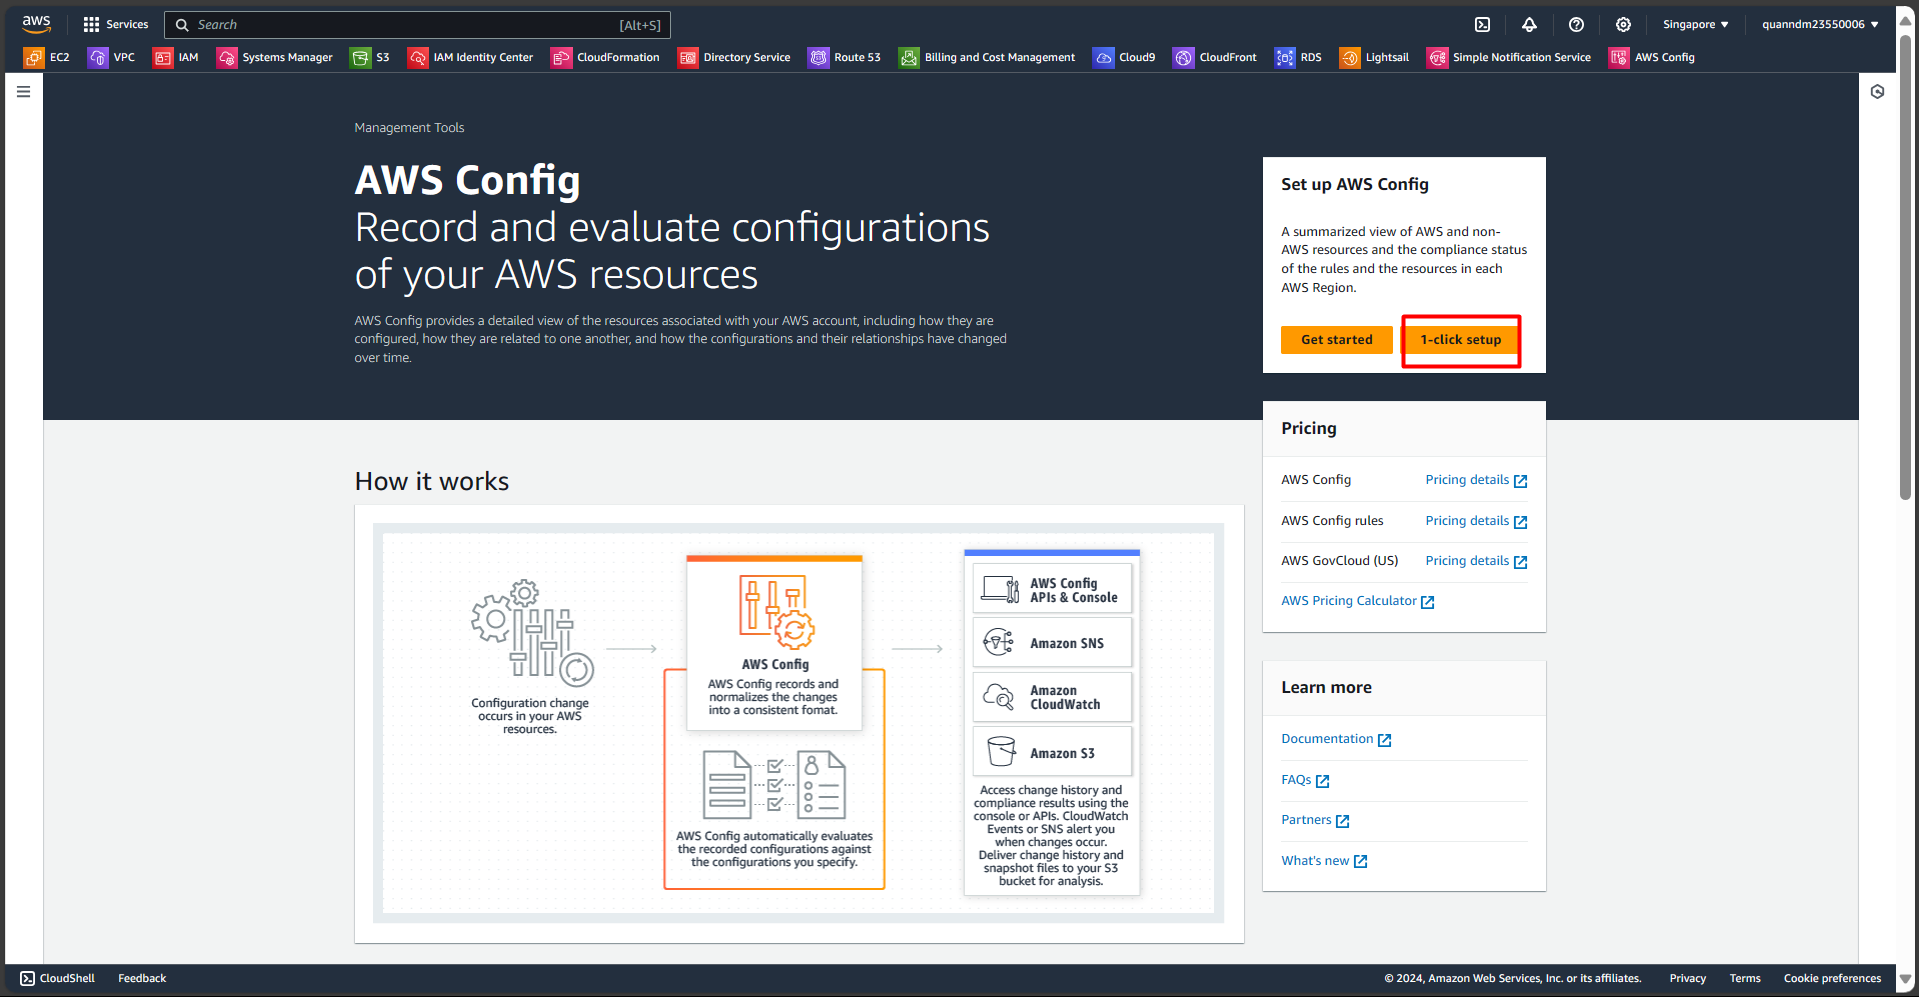 aws
Services
Search
[Alt+S]
Singapore
quanndm23550006
EC2
VPC
IAM
Systems Manager
S3
IAM Identity Center
CloudFormation
Directory Service
Route 53
Billing and Cost Management
Cloud9
CloudFront
RDS
Lightsail
Simple Notification Service
AWS Config
Management Tools
AWS Config
Record and evaluate configurations
of your AWS resources
AWS Config provides a detailed view of the resources associated with your AWS account, including how they are
configured, how they are related to one another, and how the configurations and their relationships have changed
over time.
Set up AWS Config
A summarized view of AWS and non-
AWS resources and the compliance status
of the rules and the resources in each
AWS Region.
Get started
1-click setup
Pricing
AWS Config
Pricing details
AWS Config rules
Pricing details
AWS GovCloud (US)
Pricing details
AWS Pricing Calculator
Learn more
Documentation
FAQs
Partners
What's new
How it works
Configuration change
occurs in your AWS
resources.
AWS Config
AWS Config records and
normalizes the changes
into a consistent fomat.
AWS Config automatically evaluates
the recorded configurations against
the configurations you specify.
AWS Config
APIs & Console
Amazon SNS
Amazon
CloudWatch
Amazon S3
Access change history and
compliance results using the
console or APIs. CloudWatch
Events or SNS alert you
when changes occur.
Deliver change history and
snapshot files to your S3
bucket for analysis.
CloudShell
Feedback
© 2024, Amazon Web Services, Inc. or its affiliates.
Privacy
Terms
Cookie preferences